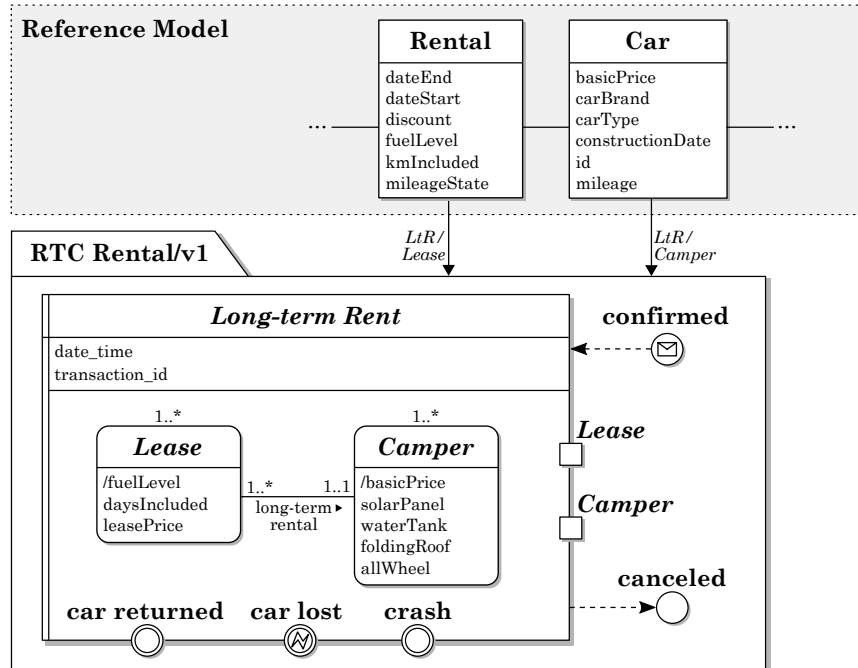 Reference Model
Rental
dateEnd
dateStart
discount
fuelLevel
kmIncluded
mileageState
Car
basicPrice
carBrand
carType
constructionDate
id
mileage
...
...
LtR/
Lease
LtR/
Camper
RTC Rental/v1
Long-term Rent
date_time
transaction_id
confirmed
1..*
Lease
/fuelLevel
daysIncluded
leasePrice
1..*
1..1
long-term
rental
1..*
Camper
/basicPrice
solarPanel
waterTank
foldingRoof
allWheel
Lease
Camper
canceled
car returned
car lost
crash